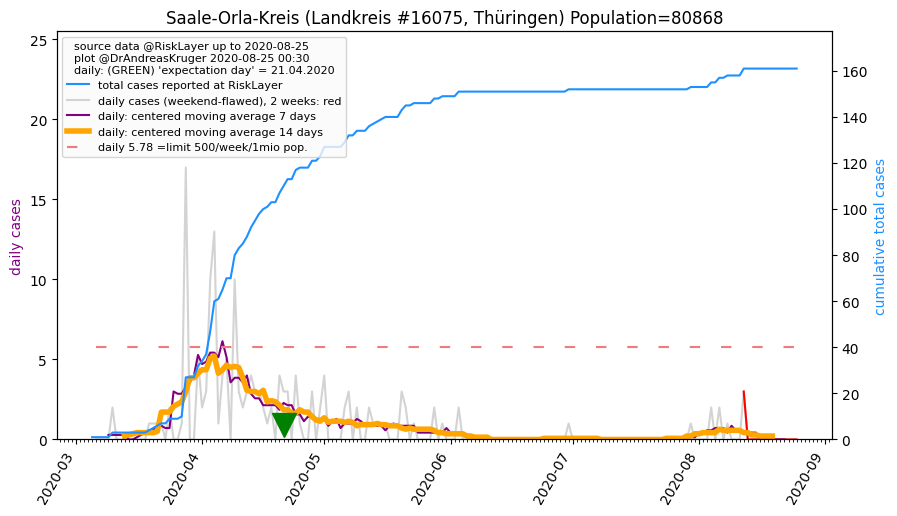 Saale-Orla-Kreis (Landkreis #16075, Thüringen) Population=80868
source data @RiskLayer up to 2020-08-25
plot @DrAndreasKruger 2020-08-25 00:30
daily: (GREEN) 'expectation day' = 21.04.2020
total cases reported at RiskLayer
daily cases (weekend-flawed), 2 weeks: red
daily: centered moving average 7 days
daily: centered moving average 14 days
daily 5.78 =limit 500/week/1mio pop.
daily cases
25
20
15
10
5
0
cumulative total cases
160
140
120
100
80
60
40
20
0
2020-03
2020-04
2020-05
2020-06
2020-07
2020-08
2020-09